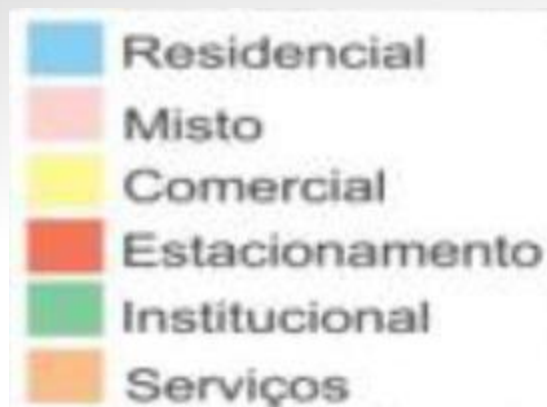 Residencial
Misto
Comercial
Estacionamento
Institucional
Serviços